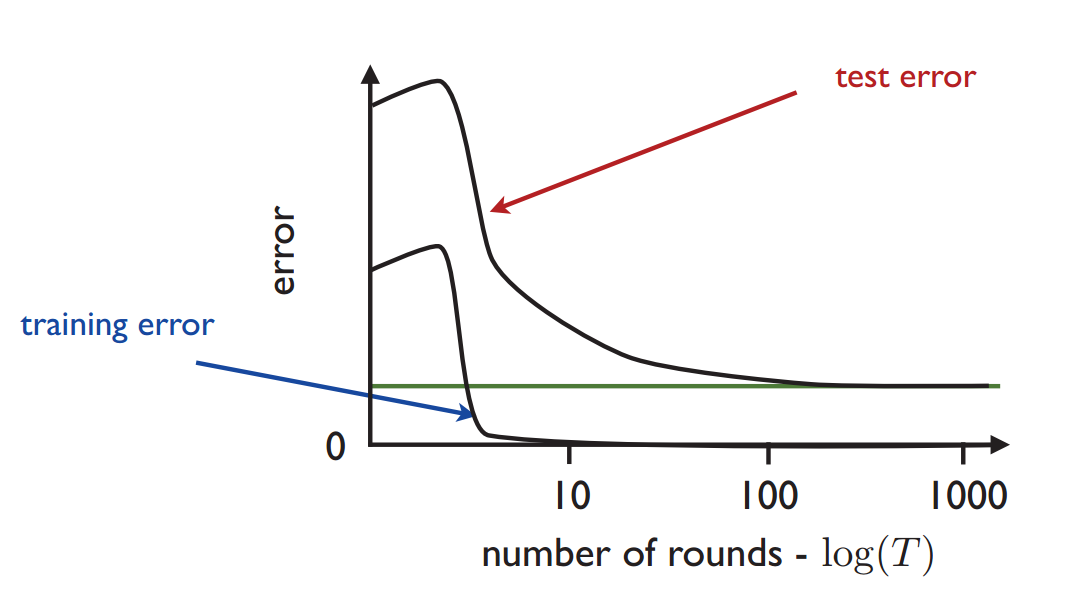 test error
error
training error
0
10
100
1000
number of rounds - log(T)